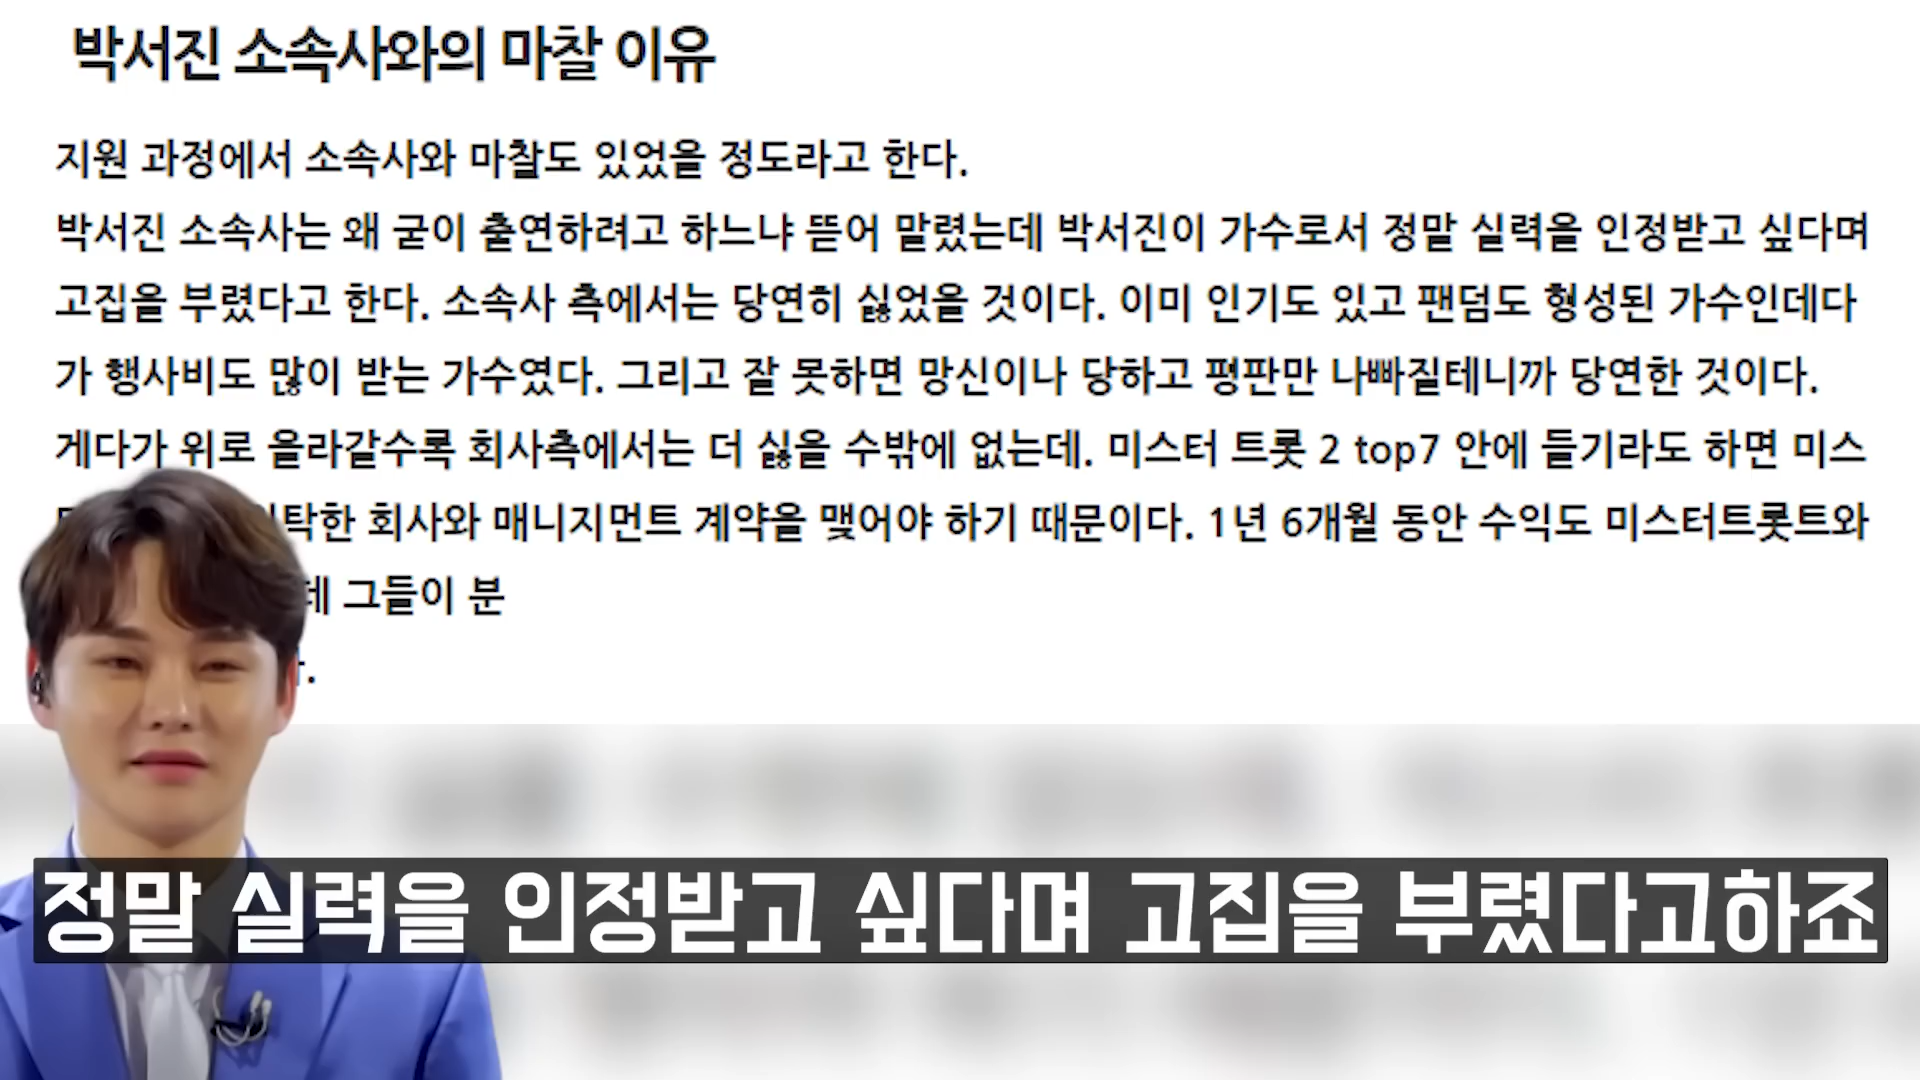 박서진 소속사와의 마찰 이유
지원 과정에서 소속사와 마찰도 있었을 정도라고 한다.
박서진 소속사는 왜 굳이 출연하려고 하느냐 뜯어 말렸는데 박서진이 가수로서 정말 실력을 인정받고 싶다며
고집을 부렸다고 한다. 소속사 측에서는 당연히 싫었을 것이다. 이미 인기도 있고 팬덤도 형성된 가수인데다
가 행사비도 많이 받는 가수였다. 그리고 잘 못하면 망신이나 당하고 평판만 나빠질테니까 당연한 것이다.
게다가 위로 올라갈수록 회사측에서는 더 싫을 수밖에 없는데. 미스터 트롯 2 top7 안에 들기라도 하면 미스
회사와 매니지먼트 계약을 맺어야 하기 때문이다. 1년 6개월 동안 수익도 미스터트롯트와
그들이 분
정말 실력을 인정받고 싶다며 고집을 부렸다고하죠